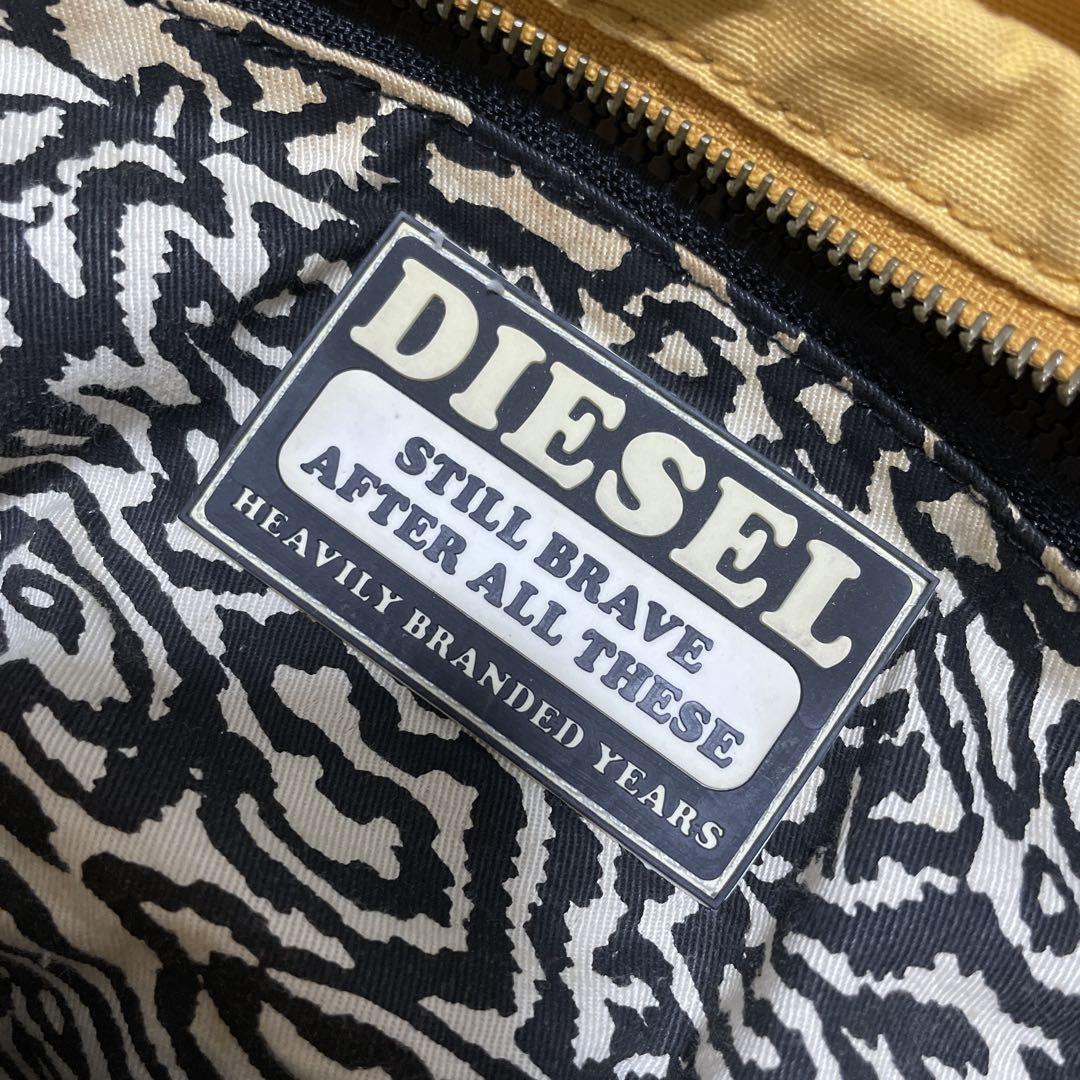 DIESEL
STILL BRAVE
AFTER ALL THESE
HEAVILY BRANDED YEARS